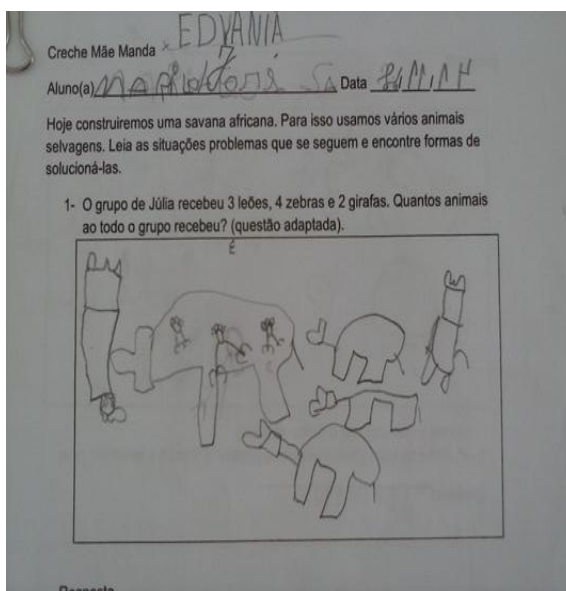 EDVANIA
Creche Mãe Manda
Aluno(a) Data
Hoje construiremos uma savana africana. Para isso usamos vários animais
selvagens. Leia as situações problemas que se seguem e encontre formas de
solucioná-las.
1- O grupo de Júlia recebeu 3 leões, 4 zebras e 2 girafas. Quantos animais
ao todo o grupo recebeu? (questão adaptada).